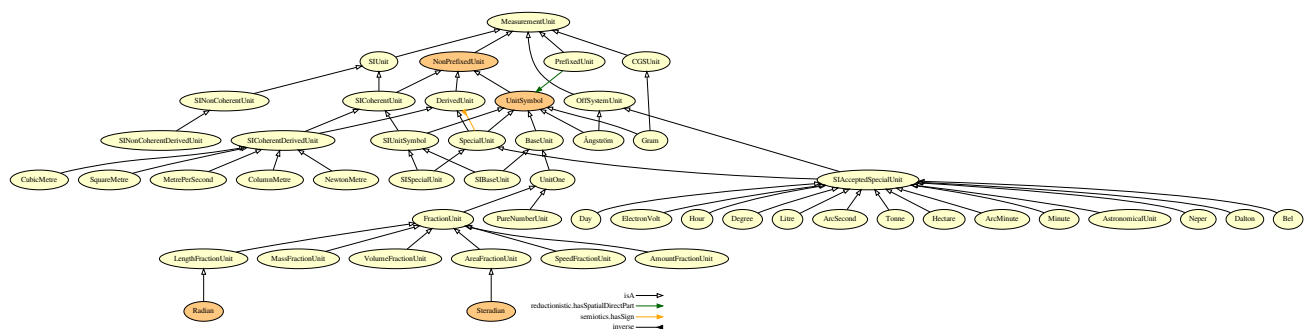 MeasurementUnit
SIUnit NonPrefixedUnit PrefixedUnit CGSUnit
SINonCoherentUnit SICoherentUnit DerivedUnit UnitSymbol OffSystemUnit
SINonCoherentDerivedUnit SICoherentDerivedUnit SIUnitSymbol SpecialUnit BaseUnit Ångström Gram
CubicMetre SquareMetre MetrePerSecond ColumnMetre NewtonMetre SISpecialUnit SIBaseUnit UnitOne SIAcceptedSpecialUnit
FractionUnit PureNumberUnit Day ElectronVolt Hour Degree Litre ArcSecond Tonne Hectare ArcMinute Minute AstronomicalUnit Neper Dalton Bel
LengthFractionUnit MassFractionUnit VolumeFractionUnit AreaFractionUnit SpeedFractionUnit AmountFractionUnit
Radian Steradian
isA
reductionistic.hasSpatialDirectPart
semiotics.hasSign
inverse